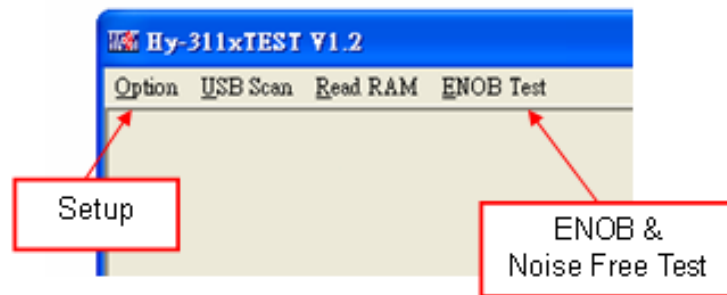 Hy-311xTEST V1.2
Option USB Scan Read RAM ENOB Test
Setup
ENOB &
Noise Free Test